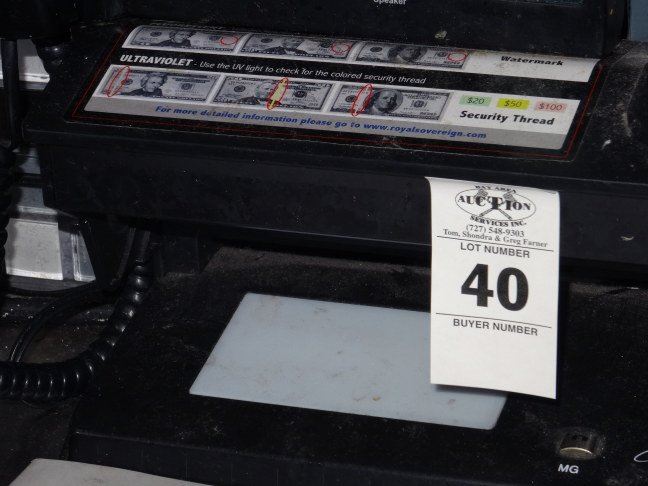 Speaker
Watermark
ULTRAVIOLET - Use the UV light to check for the colored security thread
$20 $50 $100
Security Thread
For more detailed information please go to www.royalsovereign.com
BAY AREA
AUCTION
SERVICES INC.
(727) 548-9303
Tom, Shondra & Greg Farner
LOT NUMBER
40
BUYER NUMBER
MG